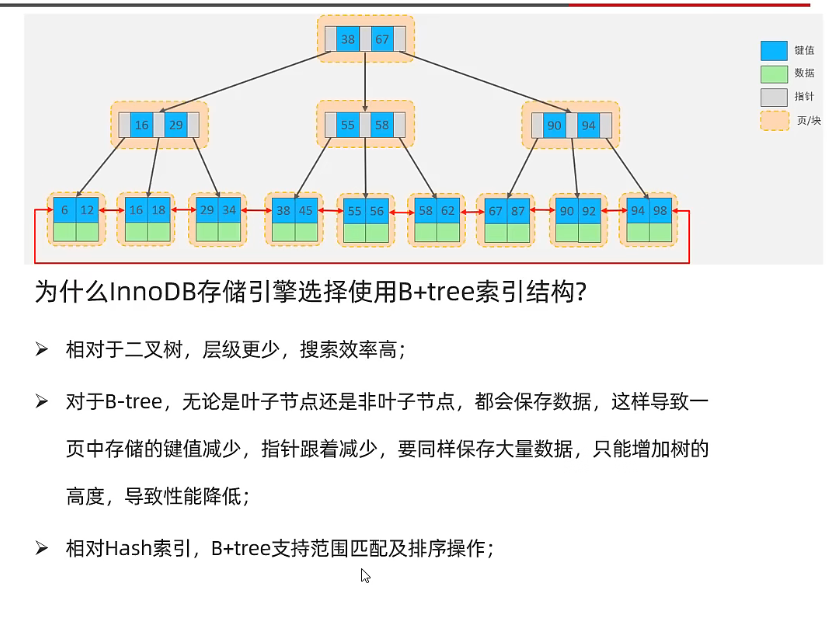 38 67
键值
数据
指针
页/块
16 29
55 58
90 94
6 12
16 18
29 34
38 45
55 56
58 62
67 87
90 92
94 98
为什么InnoDB存储引擎选择使用B+tree索引结构?
相对于二叉树，层级更少，搜索效率高；
对于B-tree，无论是叶子节点还是非叶子节点，都会保存数据，这样导致一
页中存储的键值减少，指针跟着减少，要同样保存大量数据，只能增加树的
高度，导致性能降低；
相对Hash索引，B+tree支持范围匹配及排序操作；